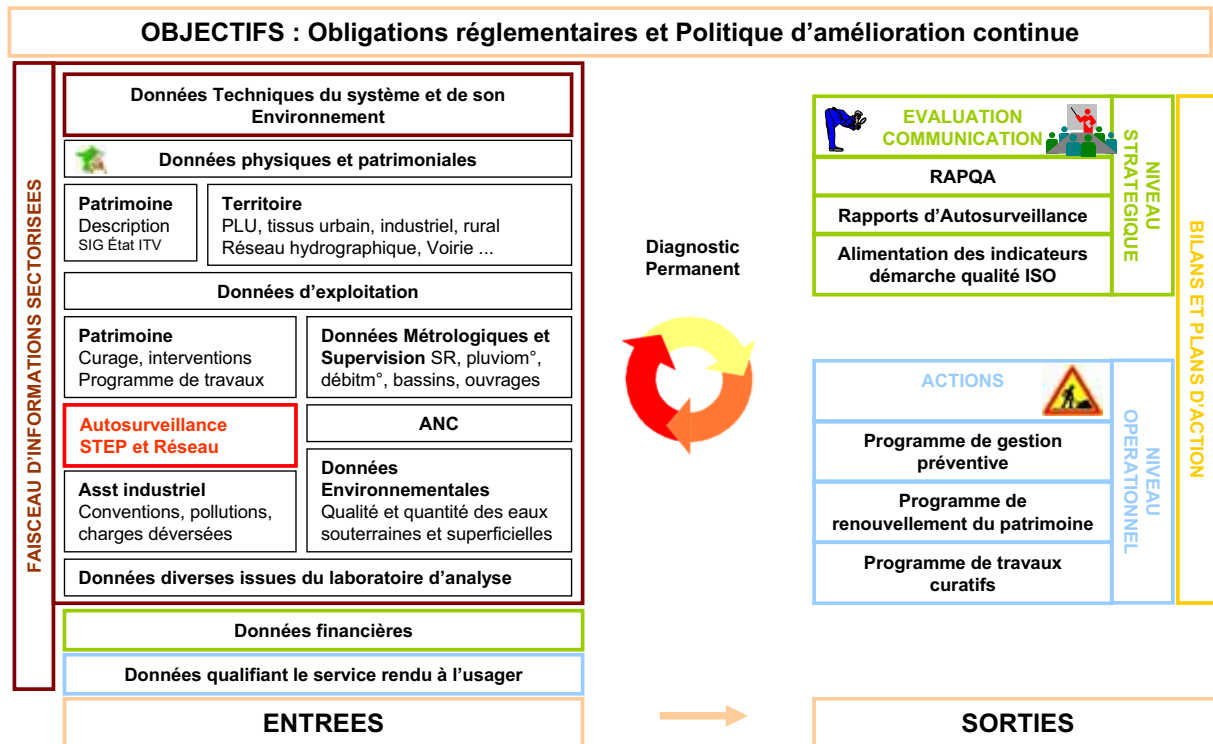 OBJECTIFS : Obligations réglementaires et Politique d'amélioration continue
FAISCEAU D'INFORMATIONS SECTORISEES
Données Techniques du système et de son
Environnement
Données physiques et patrimoniales
Patrimoine
Description
SIG État ITV
Territoire
PLU, tissus urbain, industriel, rural
Réseau hydrographique, Voirie ...
Données d'exploitation
Patrimoine
Curage, interventions
Programme de travaux
Données Métrologiques et
Supervision SR, pluviom°,
débitm°, bassins, ouvrages
Autosurveillance
STEP et Réseau
ANC
Asst industriel
Conventions, pollutions,
charges déversées
Données
Environnementales
Qualité et quantité des eaux
souterraines et superficielles
Données diverses issues du laboratoire d'analyse
Données financières
Données qualifiant le service rendu à l'usager
ENTREES
Diagnostic
Permanent
EVALUATION
COMMUNICATION
RAPQA
Rapports d'Autosurveillance
Alimentation des indicateurs
démarche qualité ISO
NIVEAU
STRATEGIQUE
ACTIONS
Programme de gestion
préventive
Programme de
renouvellement du patrimoine
Programme de travaux
curatifs
NIVEAU
OPERATIONNEL
BILANS ET PLANS D'ACTION
SORTIES